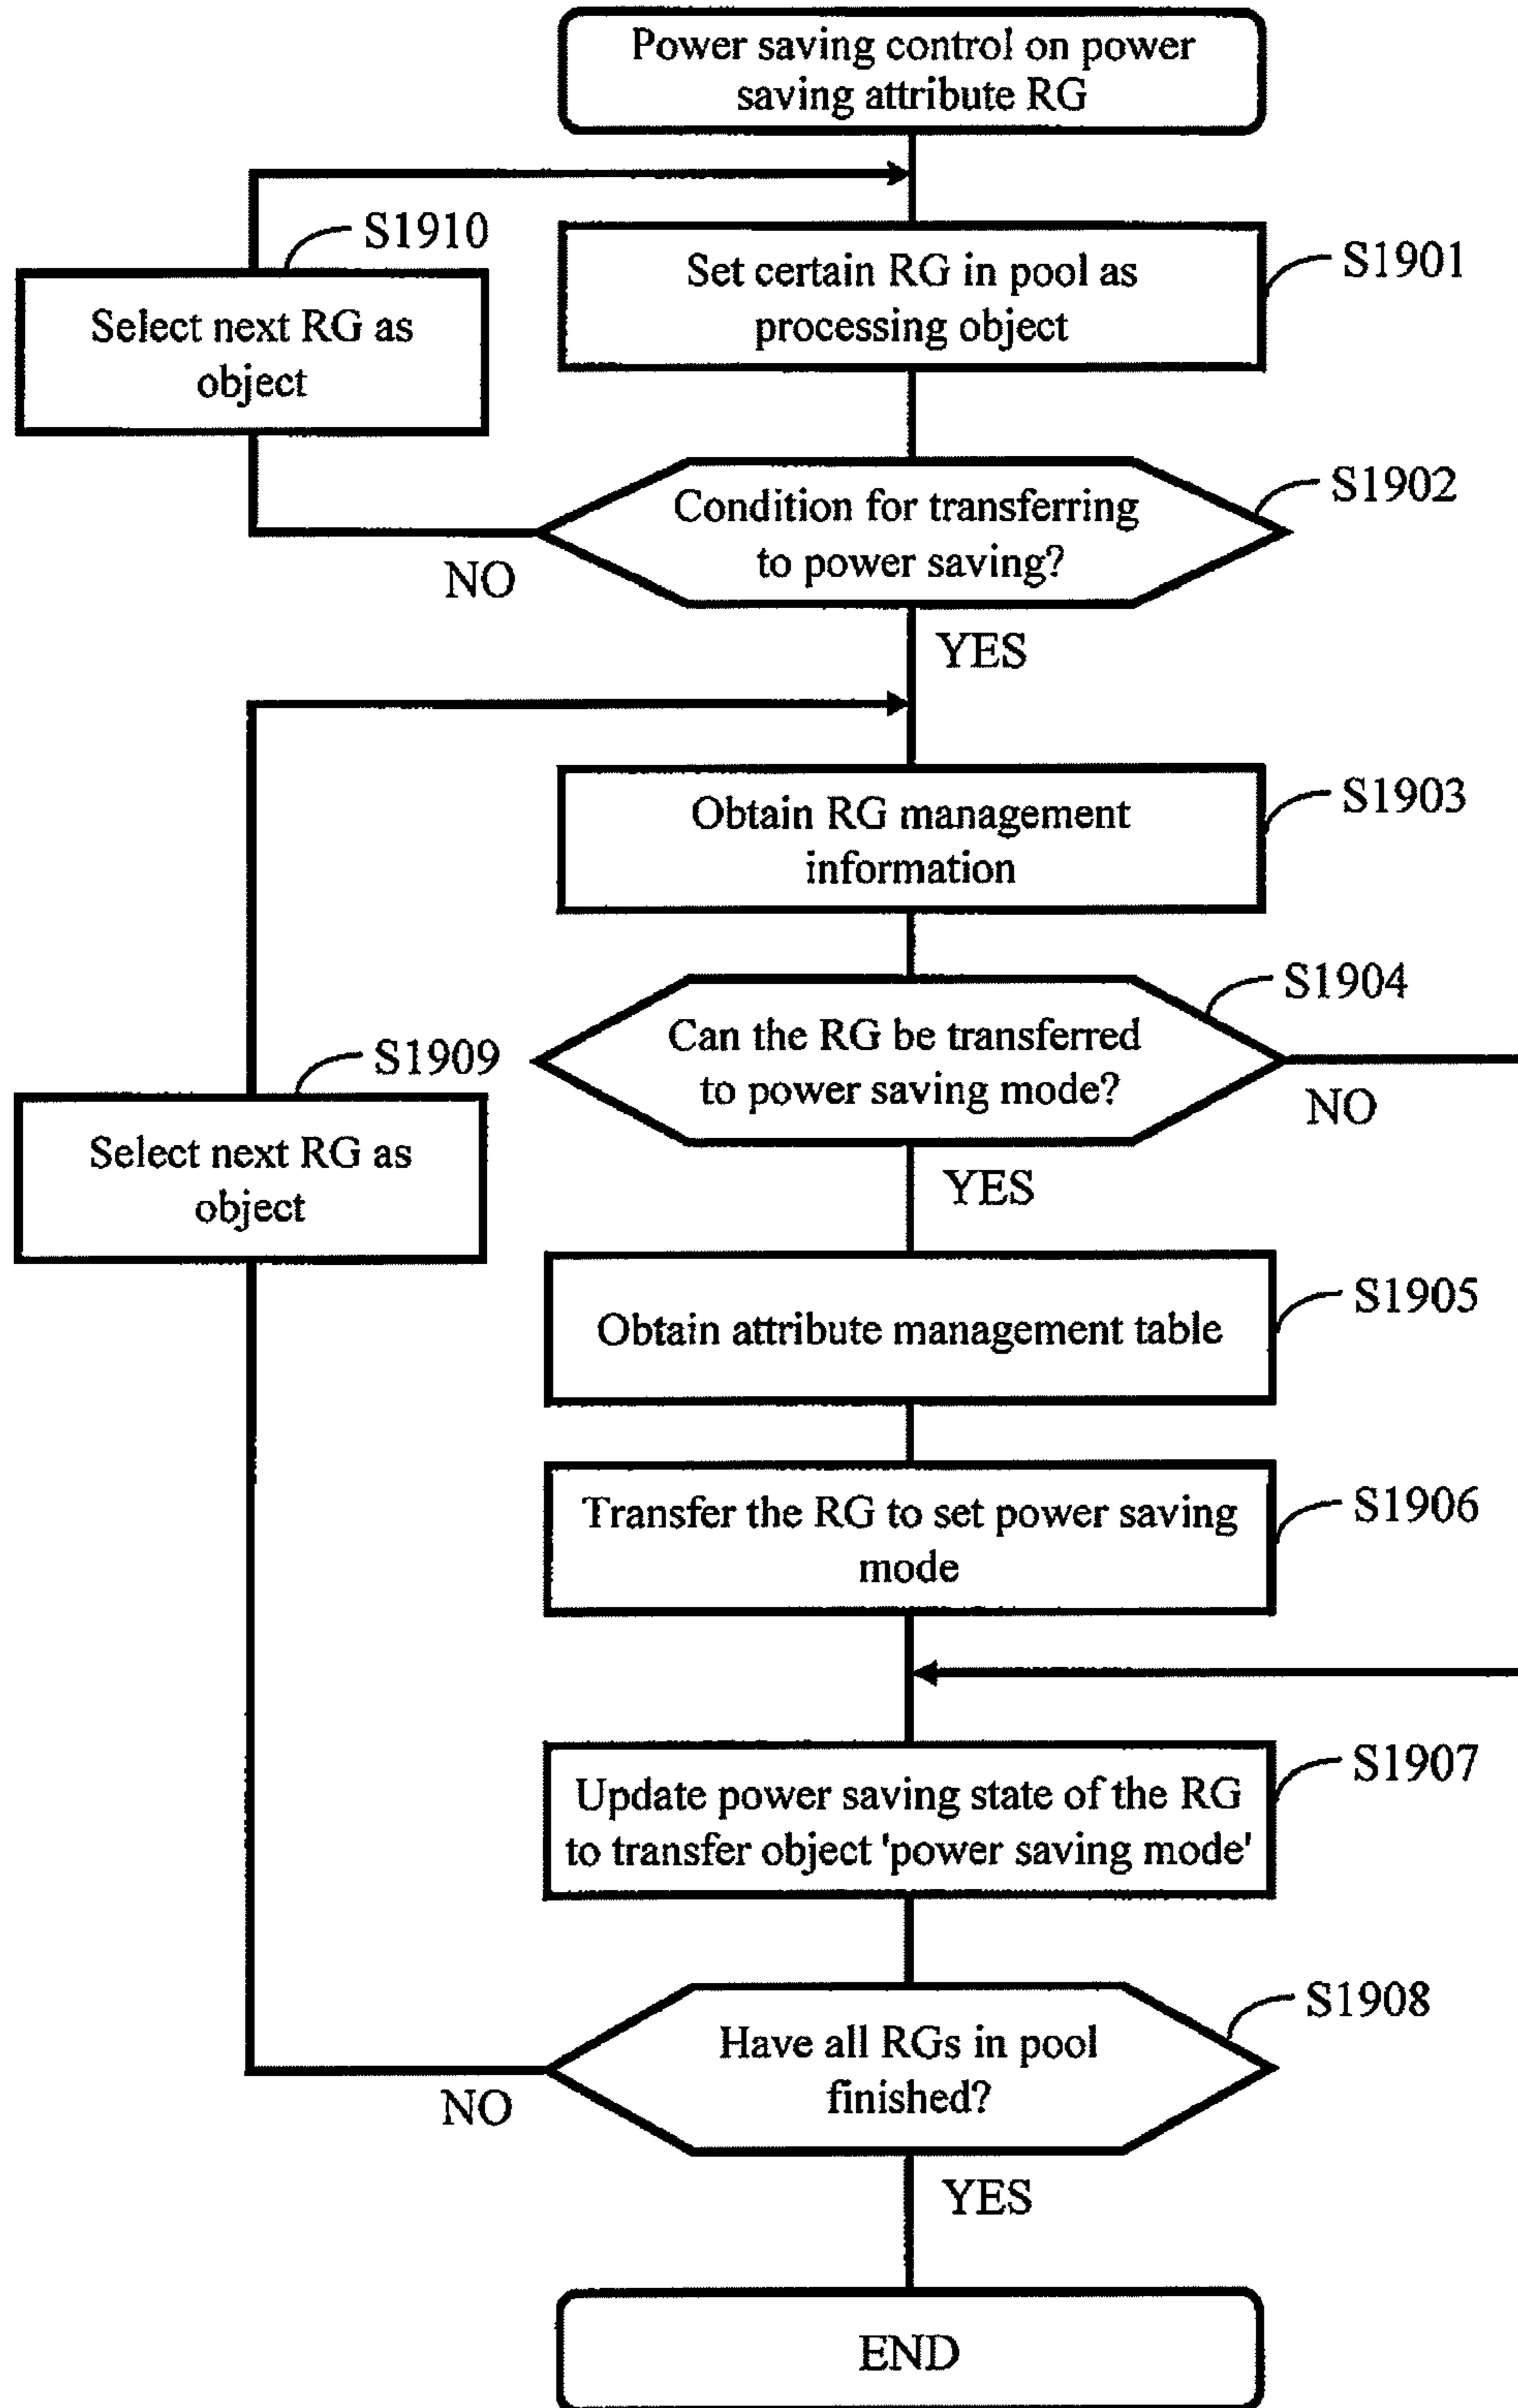 Power saving control on power
saving attribute RG
S1910
Select next RG as
object
Set certain RG in pool as
processing object
S1901
Condition for transferring
to power saving?
S1902
NO
YES
Obtain RG management
information
S1903
Can the RG be transferred
to power saving mode?
S1904
NO
S1909
Select next RG as
object
YES
Obtain attribute management table
S1905
Transfer the RG to set power saving
mode
S1906
Update power saving state of the RG
to transfer object 'power saving mode'
S1907
Have all RGs in pool
finished?
S1908
NO
YES
END